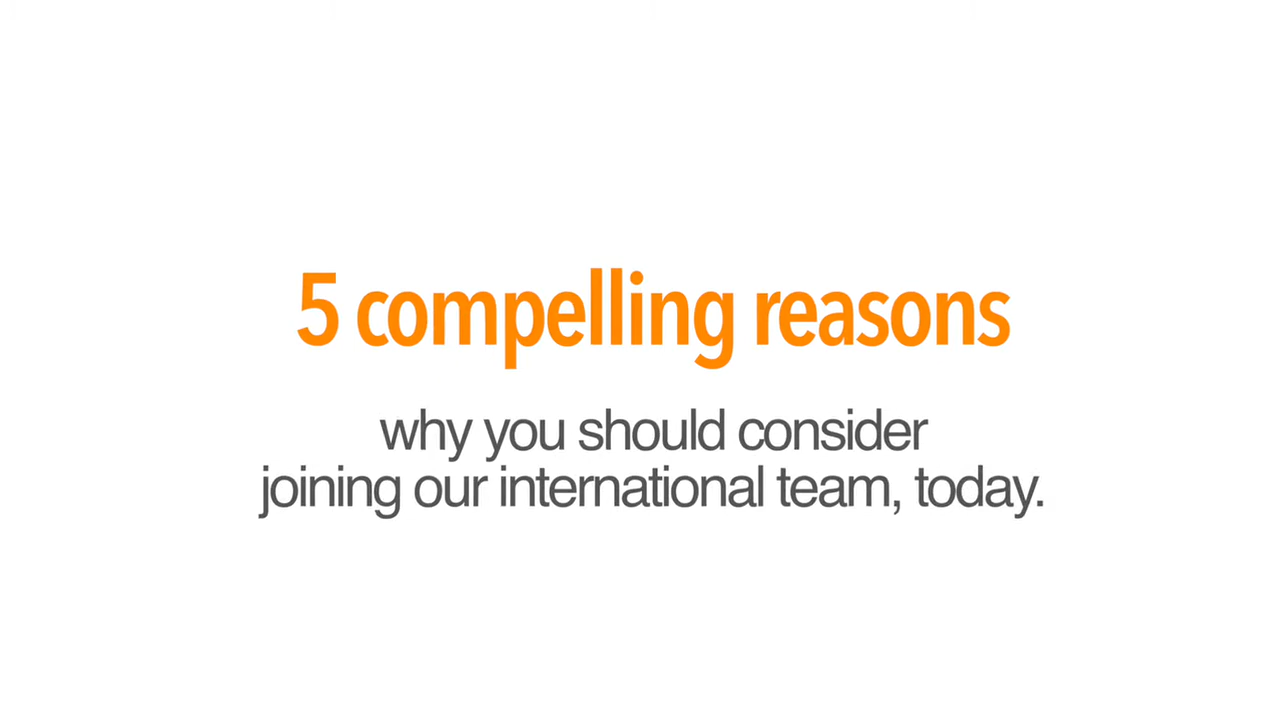 5 compelling reasons
why you should consider
joining our international team, today.